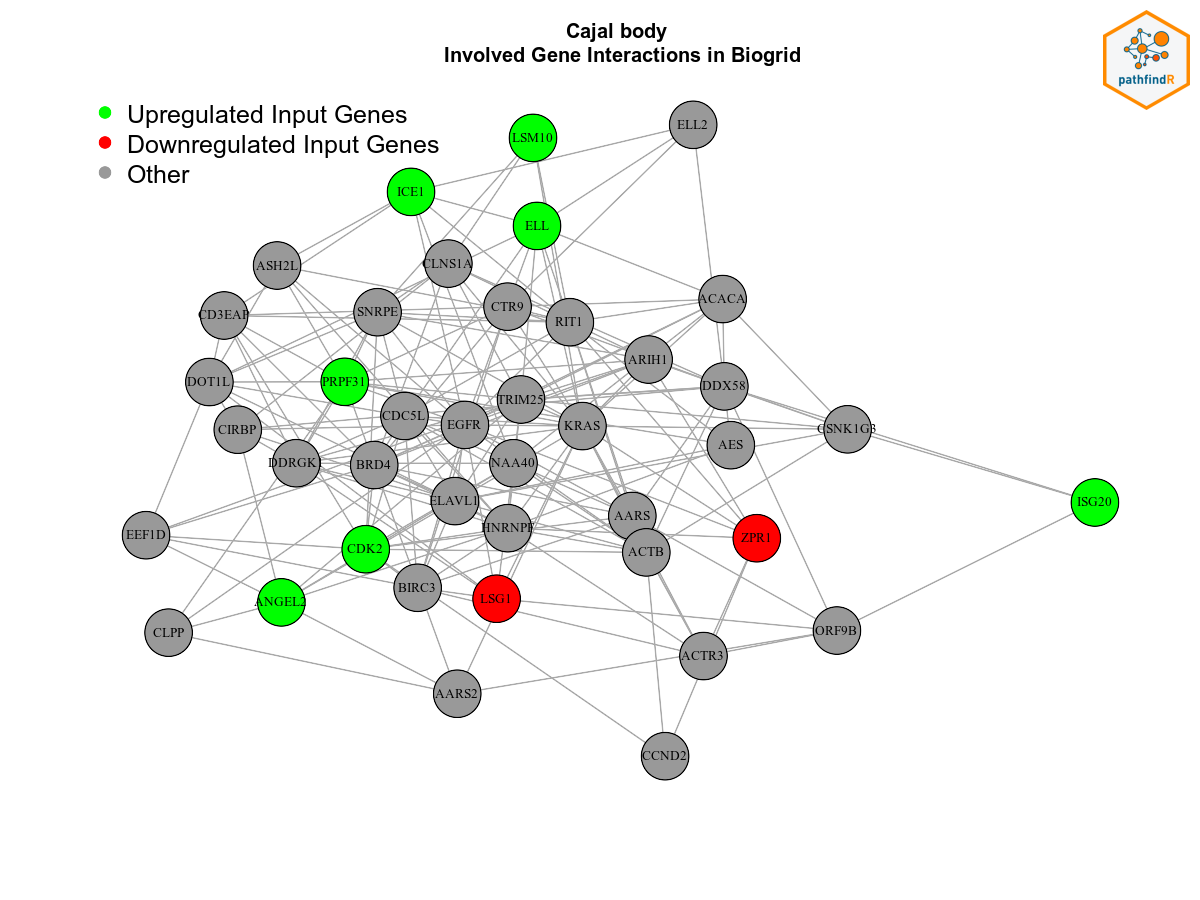 Cajal body
Involved Gene Interactions in Biogrid
pathfindR
Upregulated Input Genes
Downregulated Input Genes
Other
ELL2
LSM10
ICE1
ELL
ASH2L
CLNS1A
ACACA
CTR9
SNRPE
CD3EAP
RIT1
ARIH1
DOT1L
PRPF31
DDX58
TRIM25
CDC5L
EGFR
KRAS
CIRBP
CSNK1G3
AES
DDRGK1
BRD4
NAA40
ELAVL1
ISG20
AARS
HNRNPF
EEF1D
ZPR1
CDK2
ACTB
BIRC3
LSG1
ANGEL2
CLPP
ORF9B
ACTR3
AARS2
CCND2